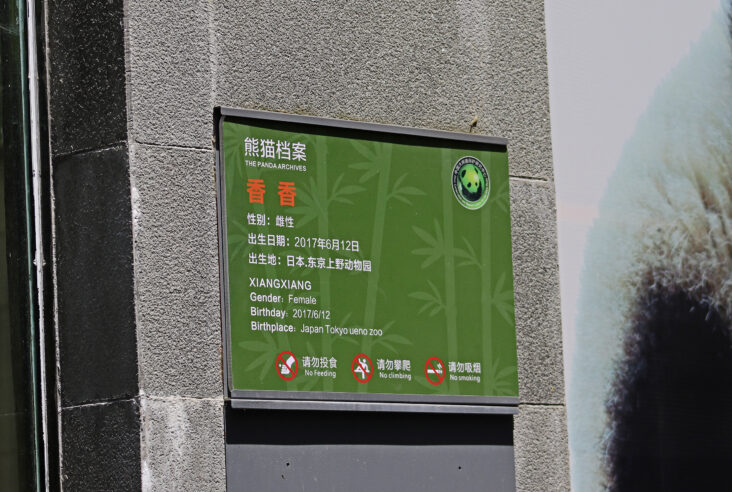 熊猫档案
THE PANDA ARCHIVES
香香
性别：雌性
出生日期：2017年6月12日
出生地：日本.东京上野动物园
XIANGXIANG
Gender: Female
Birthday: 2017/6/12
Birthplace: Japan Tokyo ueno zoo
请勿投食
No Feeding
请勿攀爬
No climbing
请勿吸烟
No smoking